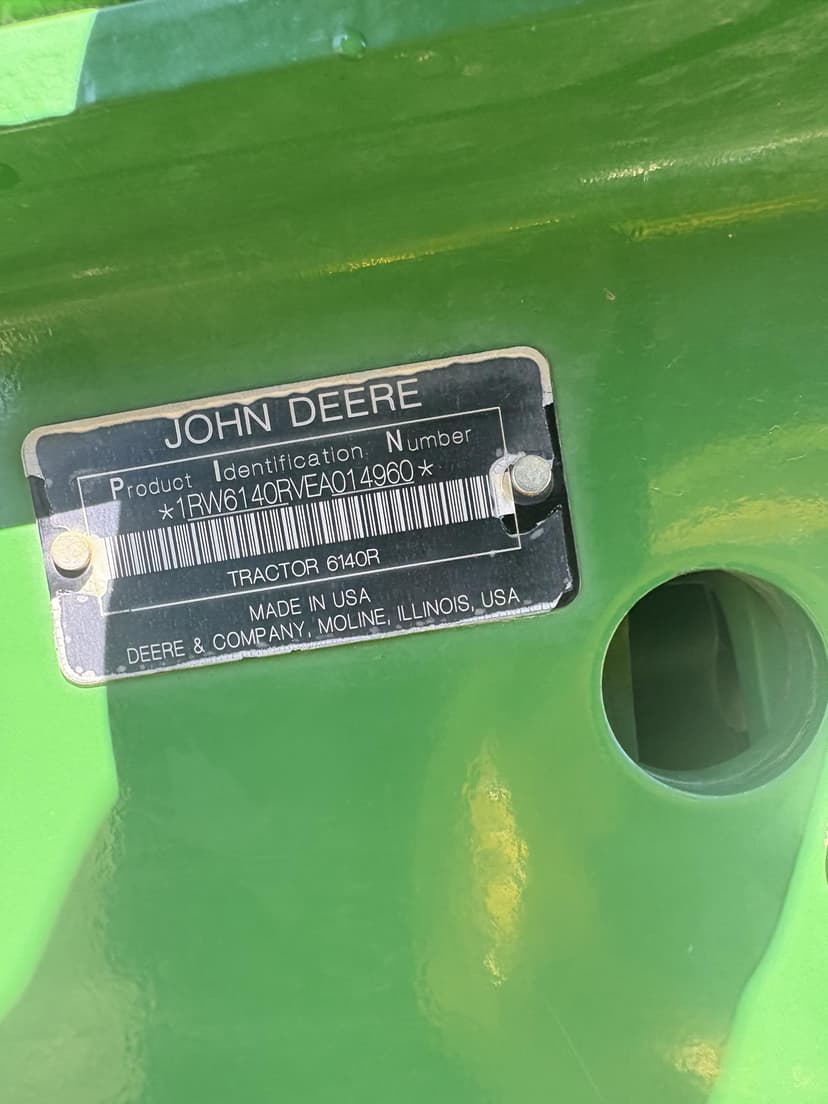 JOHN DEERE
Product Identification Number
*1RW6140RVEA014960*
TRACTOR 6140R
MADE IN USA
DEERE & COMPANY, MOLINE, ILLINOIS, USA